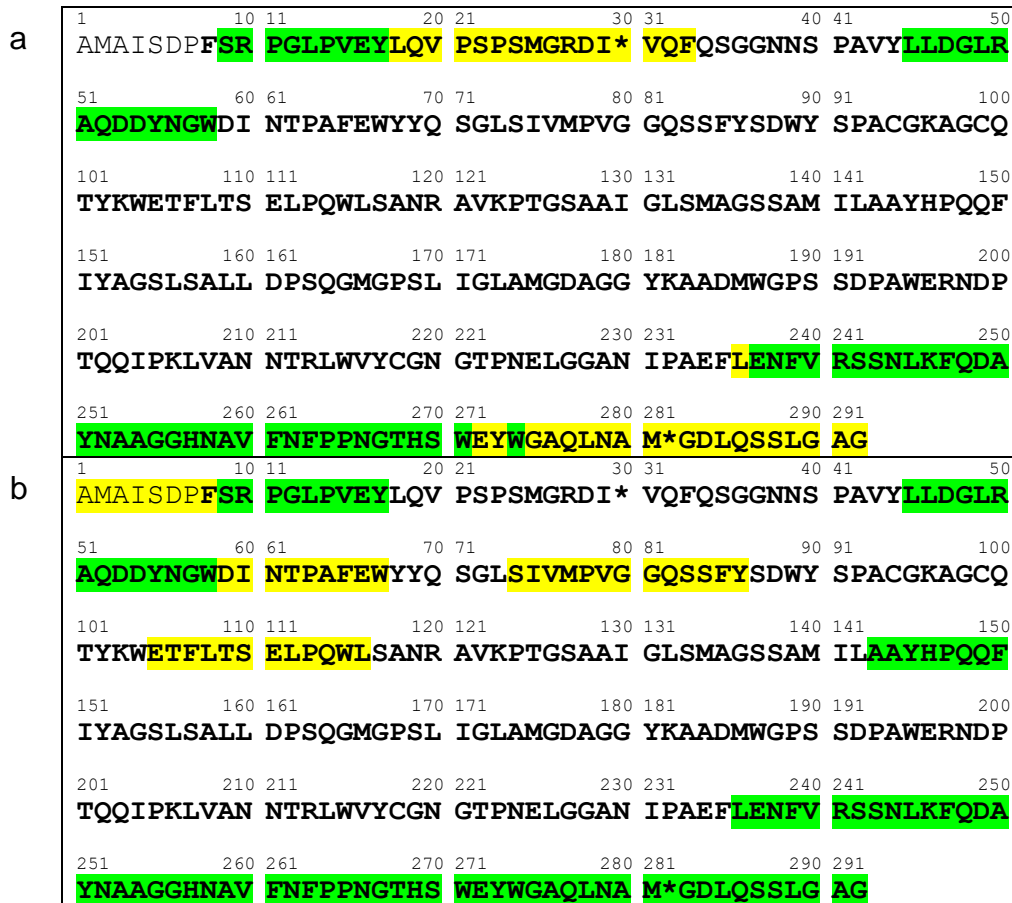 a
1 10 11 20 21 30 31 40 41 50
AMAISDPFSR PGLPVEYLQV PSPSMGRDI* VQFQSGGNNS PAVYLLDGLR
51 60 61 70 71 80 81 90 91 100
AQDDYNGWDI NTPAFEWYYQ SGLSIVMPVG GQSSFYSDWY SPACGKAGCQ
101 110 111 120 121 130 131 140 141 150
TYKWETFLTS ELPQWLSANR AVKPTGSAAI GLSMAGSSAM ILAAYHPQQF
151 160 161 170 171 180 181 190 191 200
IYAGSLSALL DPSQGMGPSL IGLAMGDAGG YKAADMWGPS SDPAWERNDP
201 210 211 220 221 230 231 240 241 250
TQQIPKLVAN NTRLWVYCGN GTPNELGGAN IPAEFLENFV RSSNLKFQDA
251 260 261 270 271 280 281 290 291
YNAAGGHNAV FNFPPNGTHS WEYWGAQLNA M*GDLQSSLG AG
b
1 10 11 20 21 30 31 40 41 50
AMAISDPFSR PGLPVEYLQV PSPSMGRDI* VQFQSGGNNS PAVYLLDGLR
51 60 61 70 71 80 81 90 91 100
AQDDYNGWDI NTPAFEWYYQ SGLSIVMPVG GQSSFYSDWY SPACGKAGCQ
101 110 111 120 121 130 131 140 141 150
TYKWETFLTS ELPQWLSANR AVKPTGSAAI GLSMAGSSAM ILAAYHPQQF
151 160 161 170 171 180 181 190 191 200
IYAGSLSALL DPSQGMGPSL IGLAMGDAGG YKAADMWGPS SDPAWERNDP
201 210 211 220 221 230 231 240 241 250
TQQIPKLVAN NTRLWVYCGN GTPNELGGAN IPAEFLENFV RSSNLKFQDA
251 260 261 270 271 280 281 290 291
YNAAGGHNAV FNFPPNGTHS WEYWGAQLNA M*GDLQSSLG AG